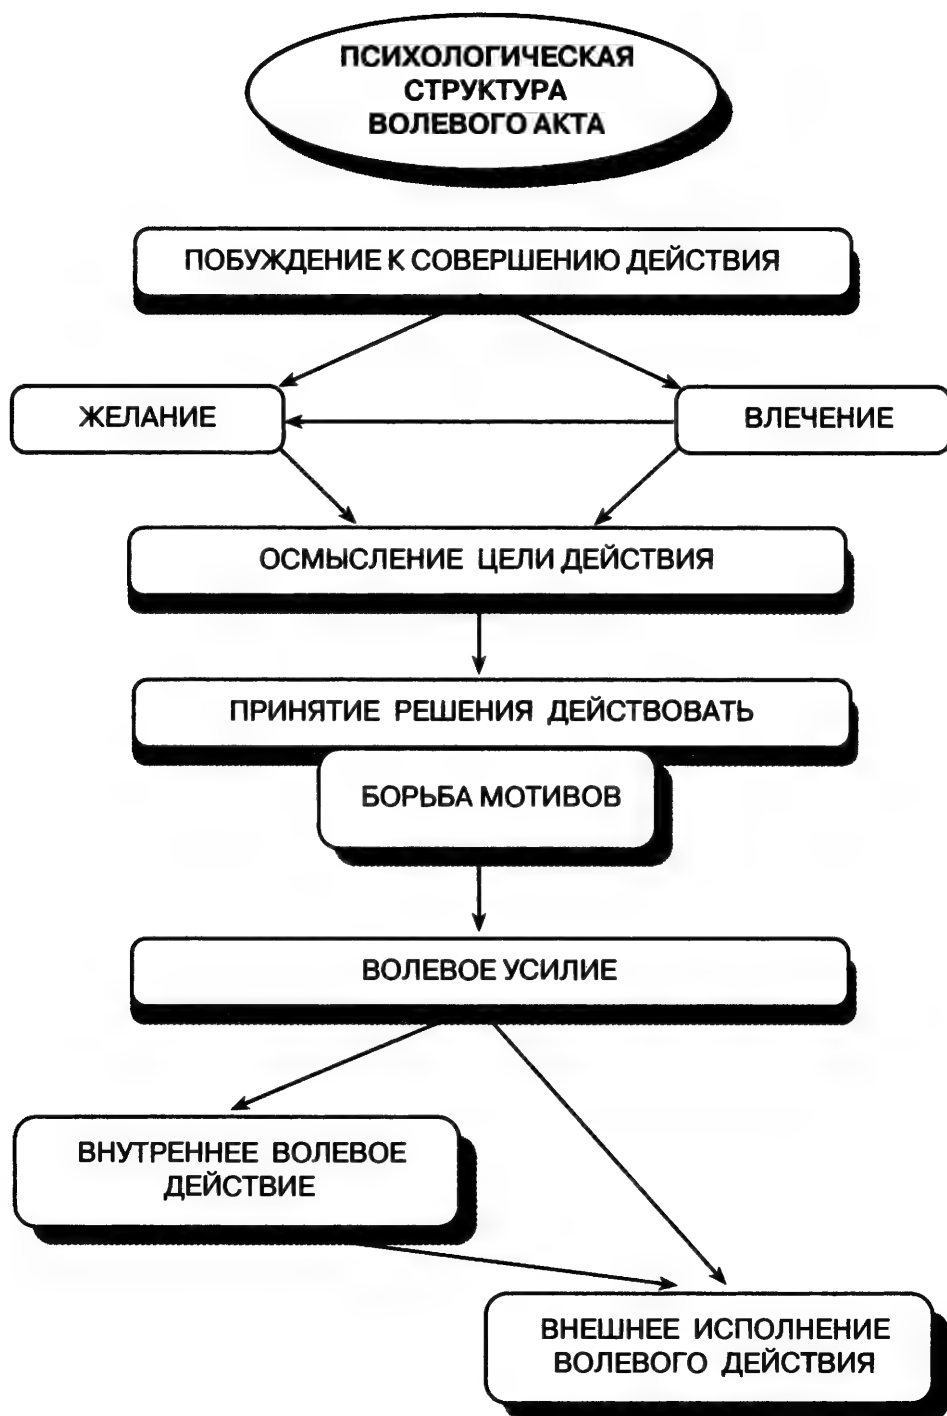 ПСИХОЛОГИЧЕСКАЯ
СТРУКТУРА
ВОЛЕВОГО АКТА
ПОБУЖДЕНИЕ К СОВЕРШЕНИЮ ДЕЙСТВИЯ
ЖЕЛАНИЕ
ВЛЕЧЕНИЕ
ОСМЫСЛЕНИЕ ЦЕЛИ ДЕЙСТВИЯ
ПРИНЯТИЕ РЕШЕНИЯ ДЕЙСТВОВАТЬ
БОРЬБА МОТИВОВ
ВОЛЕВОЕ УСИЛИЕ
ВНУТРЕННЕЕ ВОЛЕВОЕ
ДЕЙСТВИЕ
ВНЕШНЕЕ ИСПОЛНЕНИЕ
ВОЛЕВОГО ДЕЙСТВИЯ